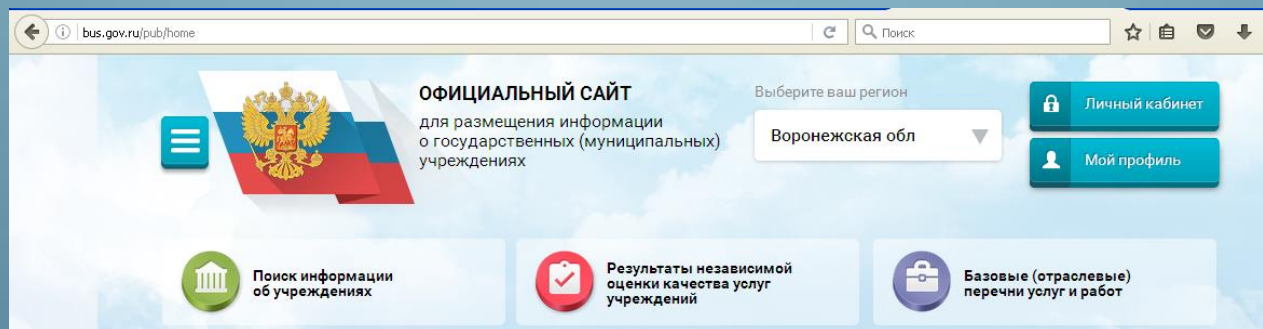 bus.gov.ru/pub/home
Поиск
ОФИЦИАЛЬНЫЙ САЙТ
для размещения информации
о государственных (муниципальных)
учреждениях
Выберите ваш регион
Воронежская обл
Личный кабинет
Мой профиль
Поиск информации
об учреждениях
Результаты независимой
оценки качества услуг
учреждений
Базовые (отраслевые)
перечни услуг и работ